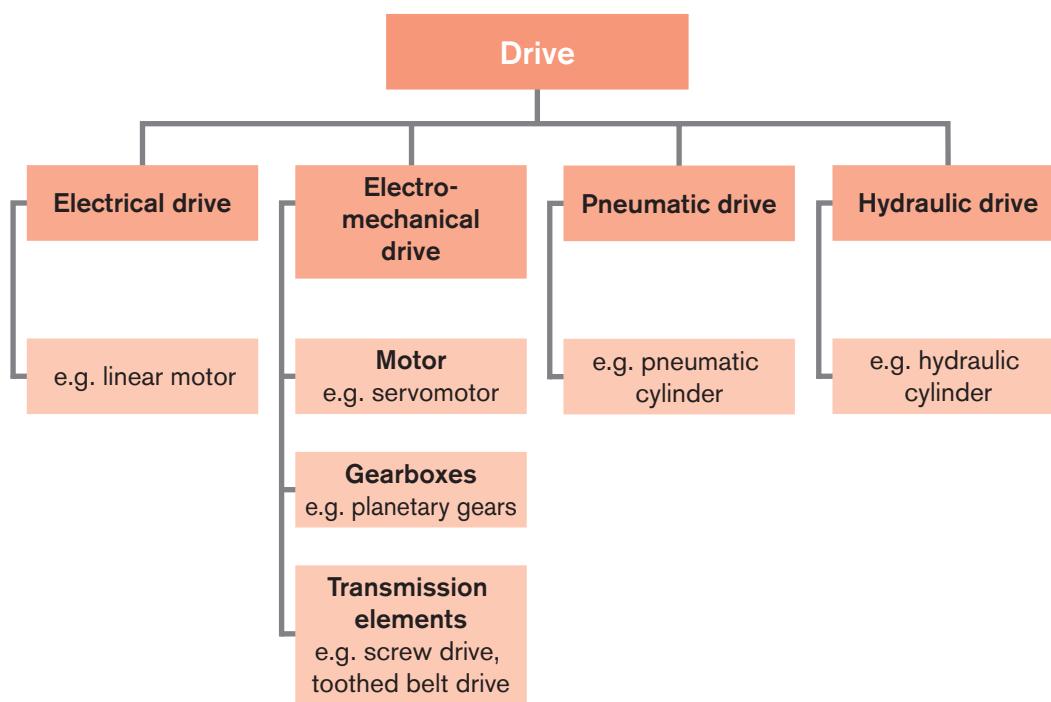 Drive
Electrical drive
e.g. linear motor
Electro-
mechanical
drive
Motor
e.g. servomotor
Gearboxes
e.g. planetary gears
Transmission
elements
e.g. screw drive,
toothed belt drive
Pneumatic drive
e.g. pneumatic
cylinder
Hydraulic drive
e.g. hydraulic
cylinder